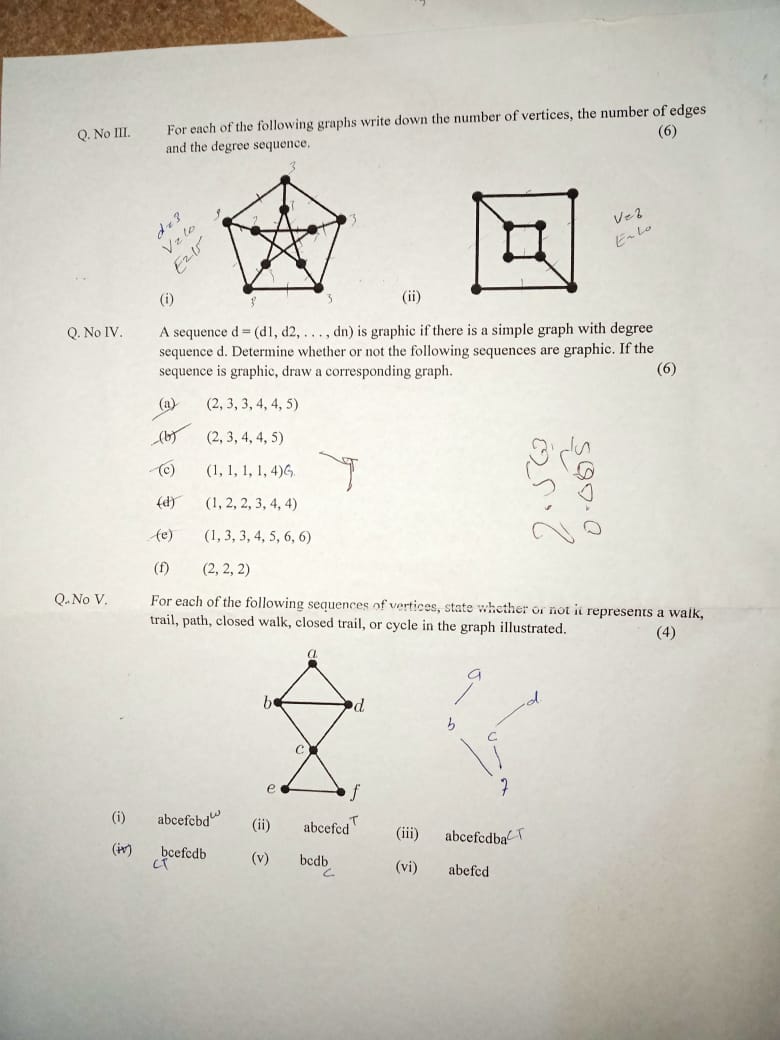 Q. No III. For each of the following graphs write down the number of vertices, the number of edges
and the degree sequence. (6)
3
d=3
V=10
E=15
3
3
3
V=8
E=10
(i) (ii)
Q. No IV. A sequence d = (d1, d2, . . . , dn) is graphic if there is a simple graph with degree
sequence d. Determine whether or not the following sequences are graphic. If the
sequence is graphic, draw a corresponding graph. (6)
(a) (2, 3, 3, 4, 4, 5)
(b) (2, 3, 4, 4, 5)
(c) (1, 1, 1, 1, 4)G
(d) (1, 2, 2, 3, 4, 4)
(e) (1, 3, 3, 4, 5, 6, 6)
(f) (2, 2, 2)
Q. No V. For each of the following sequences of vertices, state whether or not it represents a walk,
trail, path, closed walk, closed trail, or cycle in the graph illustrated. (4)
a
b d
c
e f
a
b
d
c
(i) abcefcbd W (ii) abcefcd T (iii) abcefcdba CT
(iv) bcefcdb CT (v) bcdb C (vi) abefcd